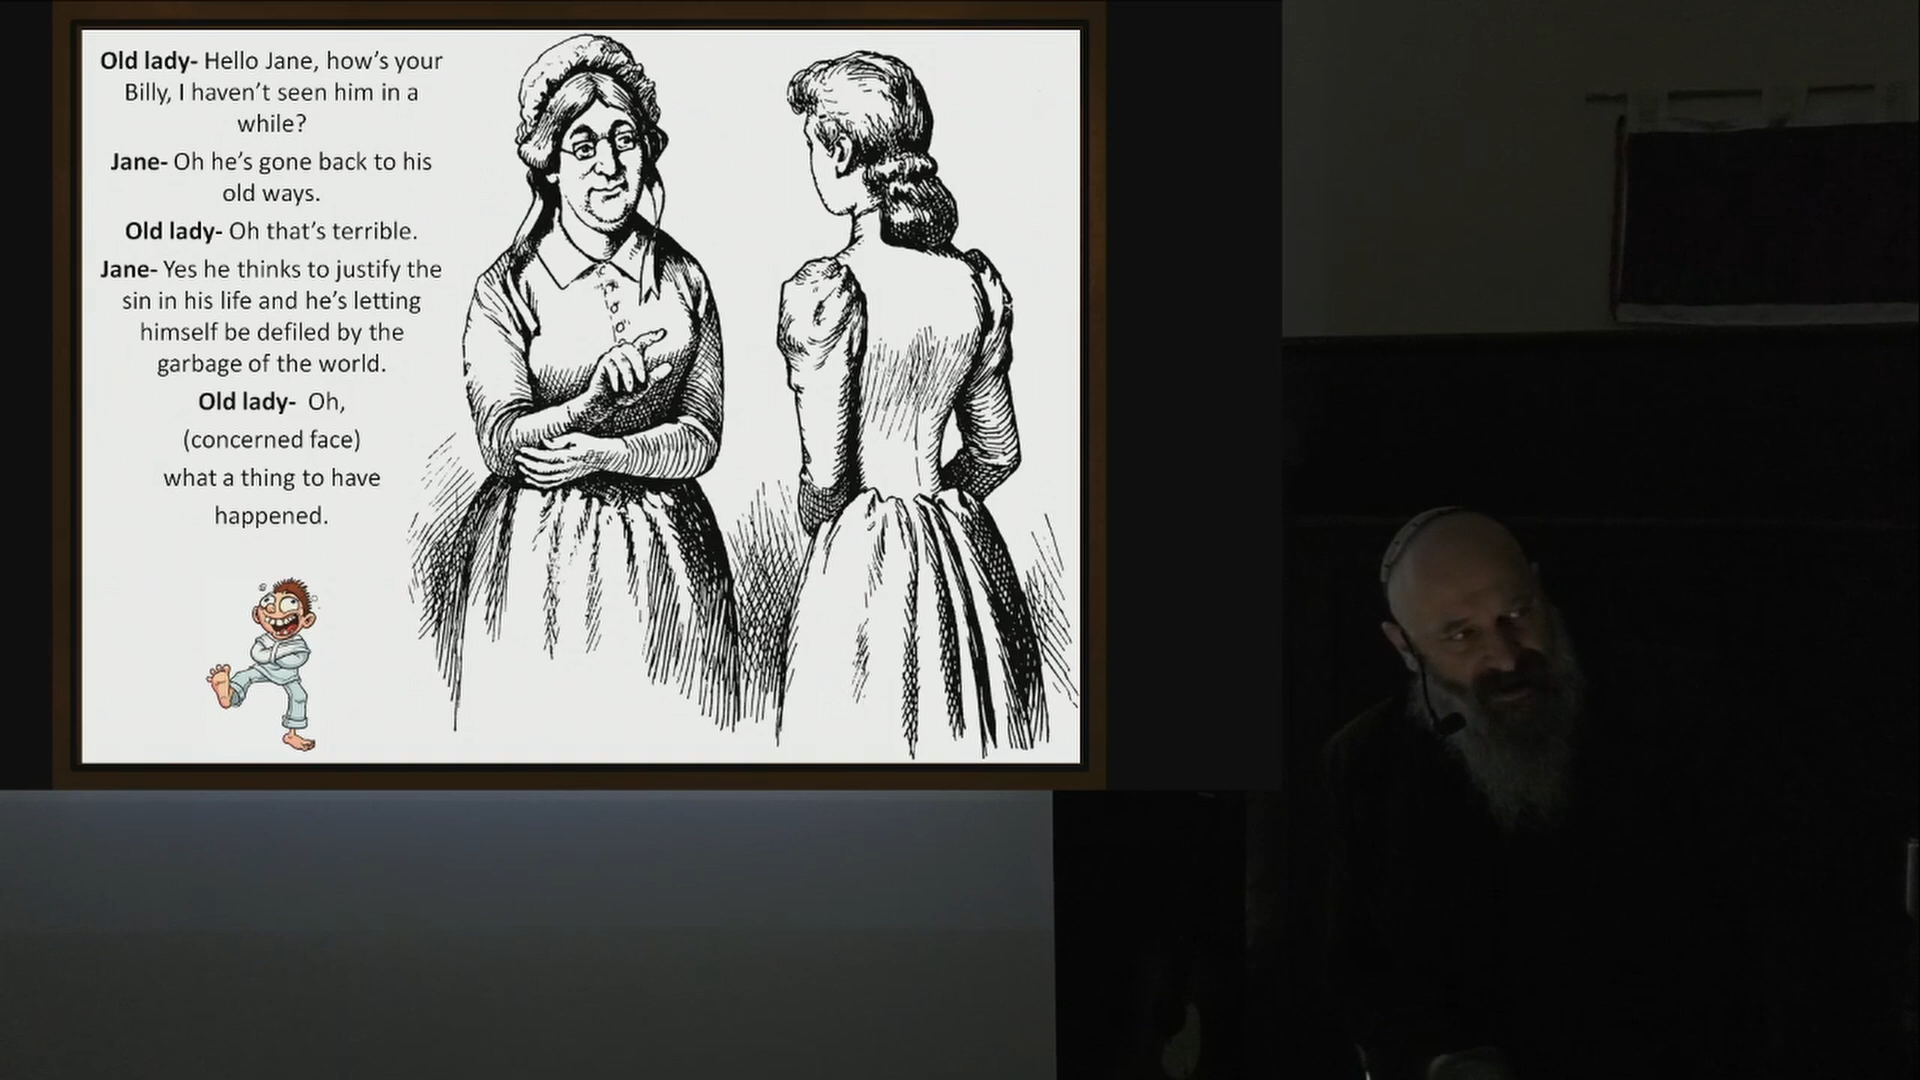 Old lady- Hello Jane, how's your
Billy, I haven't seen him in a
while?
Jane- Oh he's gone back to his
old ways.
Old lady- Oh that's terrible.
Jane- Yes he thinks to justify the
sin in his life and he's letting
himself be defiled by the
garbage of the world.
Old lady-  Oh,
(concerned face)
what a thing to have
happened.